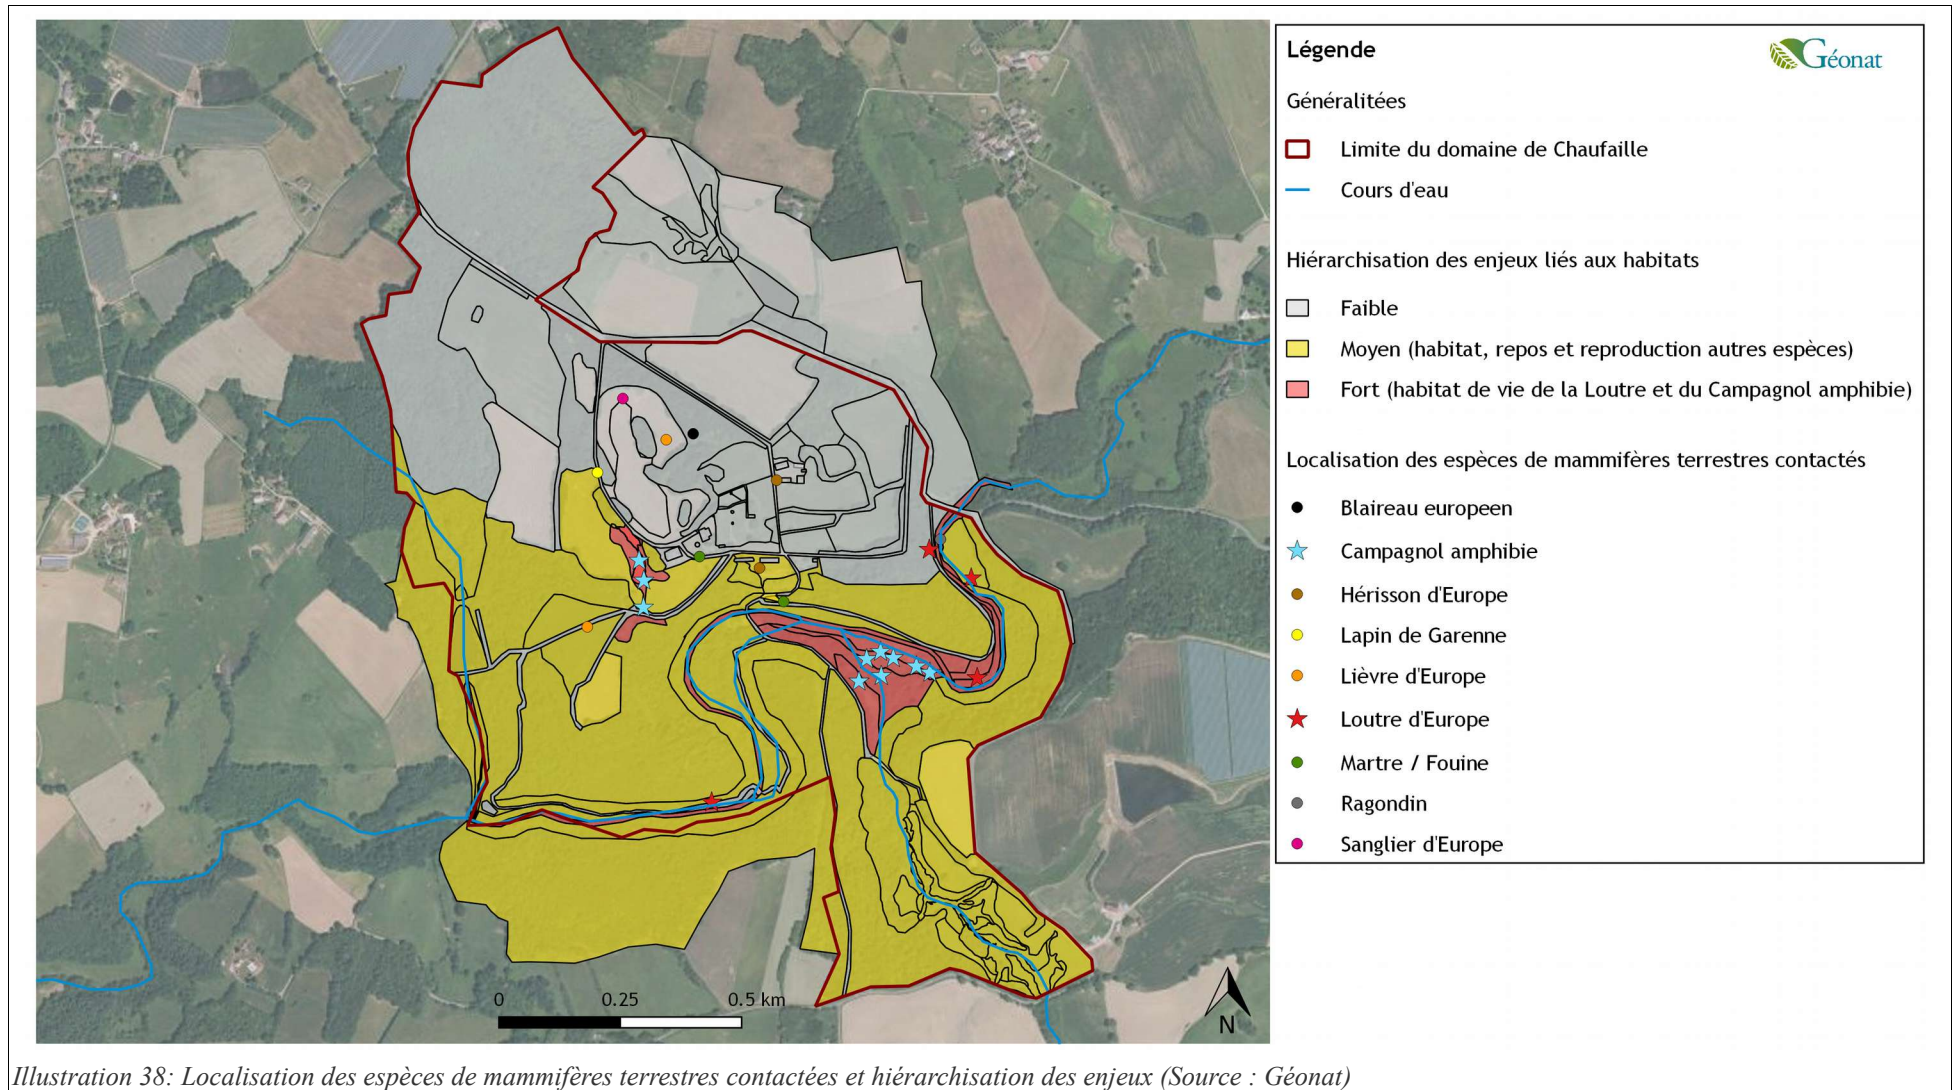 Légende
Géonat
Généralitées
Limite du domaine de Chaufaille
Cours d'eau
Hiérarchisation des enjeux liés aux habitats
Faible
Moyen (habitat, repos et reproduction autres espèces)
Fort (habitat de vie de la Loutre et du Campagnol amphibie)
Localisation des espèces de mammifères terrestres contactés
Blaireau europeen
Campagnol amphibie
Hérisson d'Europe
Lapin de Garenne
Lièvre d'Europe
Loutre d'Europe
Martre / Fouine
Ragondin
Sanglier d'Europe
0 0.25 0.5 km
N
Illustration 38: Localisation des espèces de mammifères terrestres contactées et hiérarchisation des enjeux (Source : Géonat)